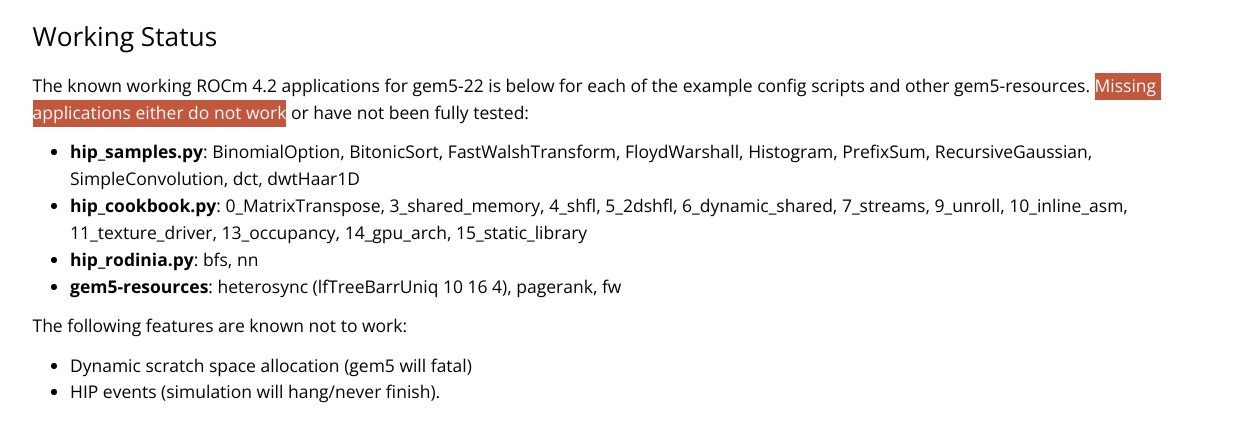 Working Status
The known working ROCm 4.2 applications for gem5-22 is below for each of the example config scripts and other gem5-resources. Missing
applications either do not work or have not been fully tested:
• hip_samples.py: BinomialOption, BitonicSort, FastWalshTransform, FloydWarshall, Histogram, PrefixSum, RecursiveGaussian,
SimpleConvolution, dct, dwtHaar1D
• hip_cookbook.py: 0_MatrixTranspose, 3_shared_memory, 4_shfl, 5_2dshfl, 6_dynamic_shared, 7_streams, 9_unroll, 10_inline_asm,
11_texture_driver, 13_occupancy, 14_gpu_arch, 15_static_library
• hip_rodinia.py: bfs, nn
• gem5-resources: heterosync (lfTreeBarrUniq 10 16 4), pagerank, fw
The following features are known not to work:
• Dynamic scratch space allocation (gem5 will fatal)
• HIP events (simulation will hang/never finish).